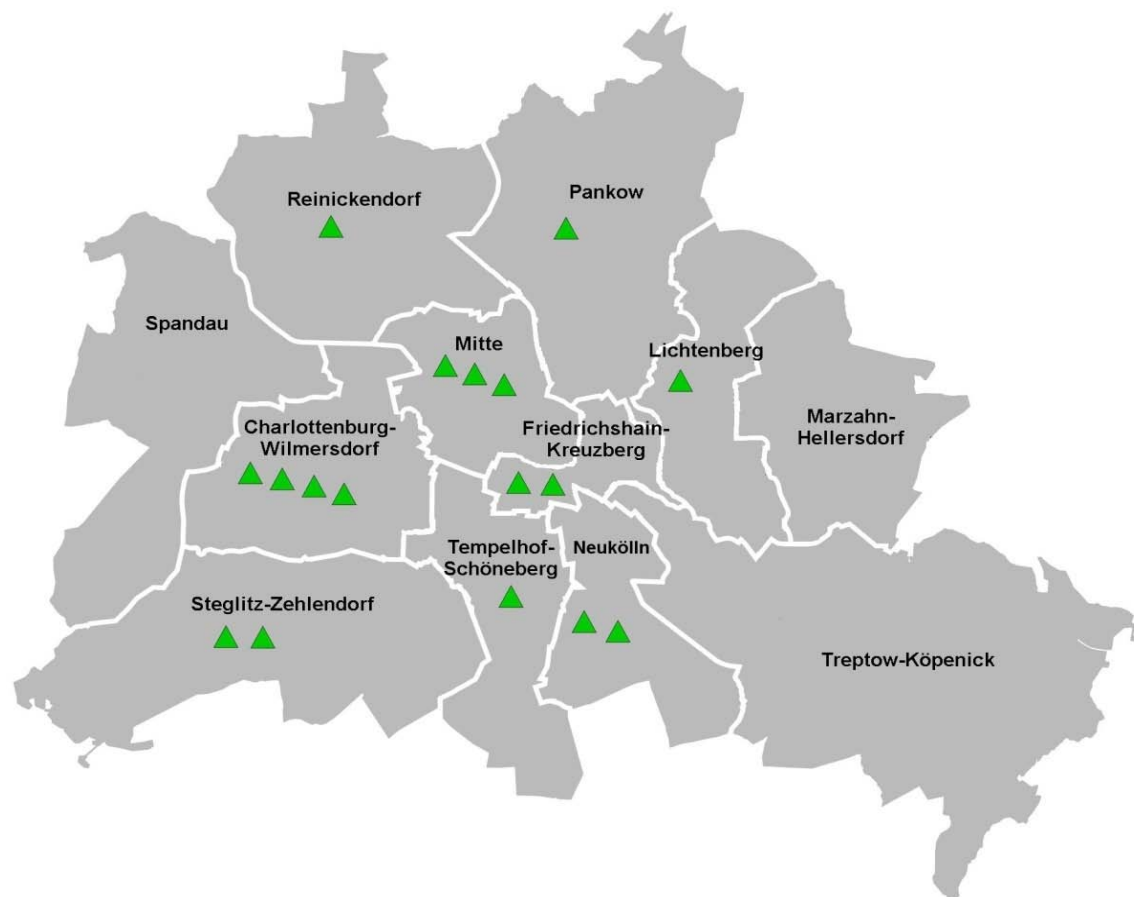 Reinickendorf
Pankow
Spandau
Mitte
Lichtenberg
Marzahn-
Hellersdorf
Charlottenburg-
Wilmersdorf
Friedrichshain-
Kreuzberg
Tempelhof-
Schöneberg
Neukölln
Steglitz-Zehlendorf
Treptow-Köpenick